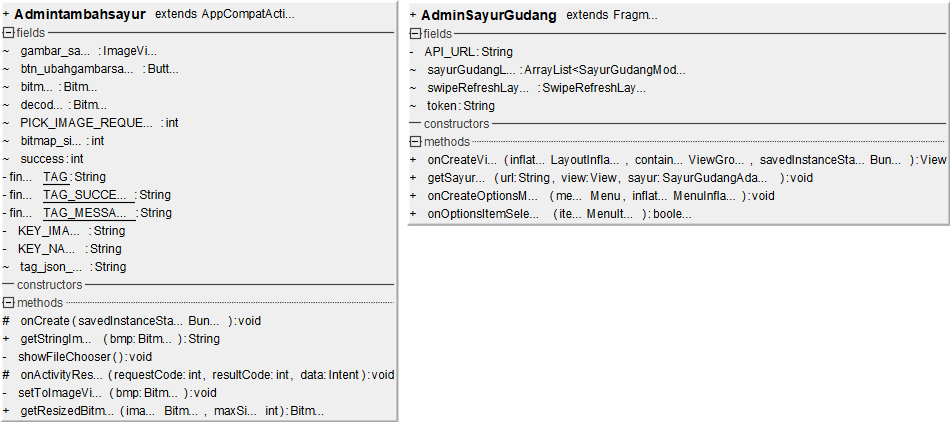 + Admintambahsayur extends AppCompatActi...
fields
~ gambar_sa... : ImageVi...
~ btn_ubahgambarsa... : Butt...
~ bitm... : Bitm...
~ decod... : Bitm...
~ PICK_IMAGE_REQUE... : int
~ bitmap_si... : int
~ success : int
- fin... TAG : String
- fin... TAG_SUCCE... : String
- fin... TAG_MESSA... : String
- KEY_IMA... : String
- KEY_NA... : String
~ tag_json_... : String
constructors
methods
# onCreate ( savedInstanceSta... Bun... ) : void
+ getStringIm... ( bmp: Bitm... ) : String
- showFileChooser ( ) : void
# onActivityRes... ( requestCode: int, resultCode: int, data: Intent ) : void
- setToImageVi... ( bmp: Bitm... ) : void
+ getResizedBitm... ( ima... Bitm... , maxSi... int ) : Bitm...
+ AdminSayurGudang extends Fragm...
fields
- API_URL : String
~ sayurGudangL... : ArrayList<SayurGudangMod...
~ swipeRefreshLay... : SwipeRefreshLay...
~ token : String
constructors
methods
+ onCreateVi... ( inflat... LayoutInfla... , contain... ViewGro... , savedInstanceSta... Bun... ) : View
+ getSayur... ( url: String, view: View, sayur: SayurGudangAda... ) : void
+ onCreateOptionsM... ( me... Menu , inflat... MenuInfla... ) : void
+ onOptionsItemSele... ( ite... MenuIt... ) : boole...